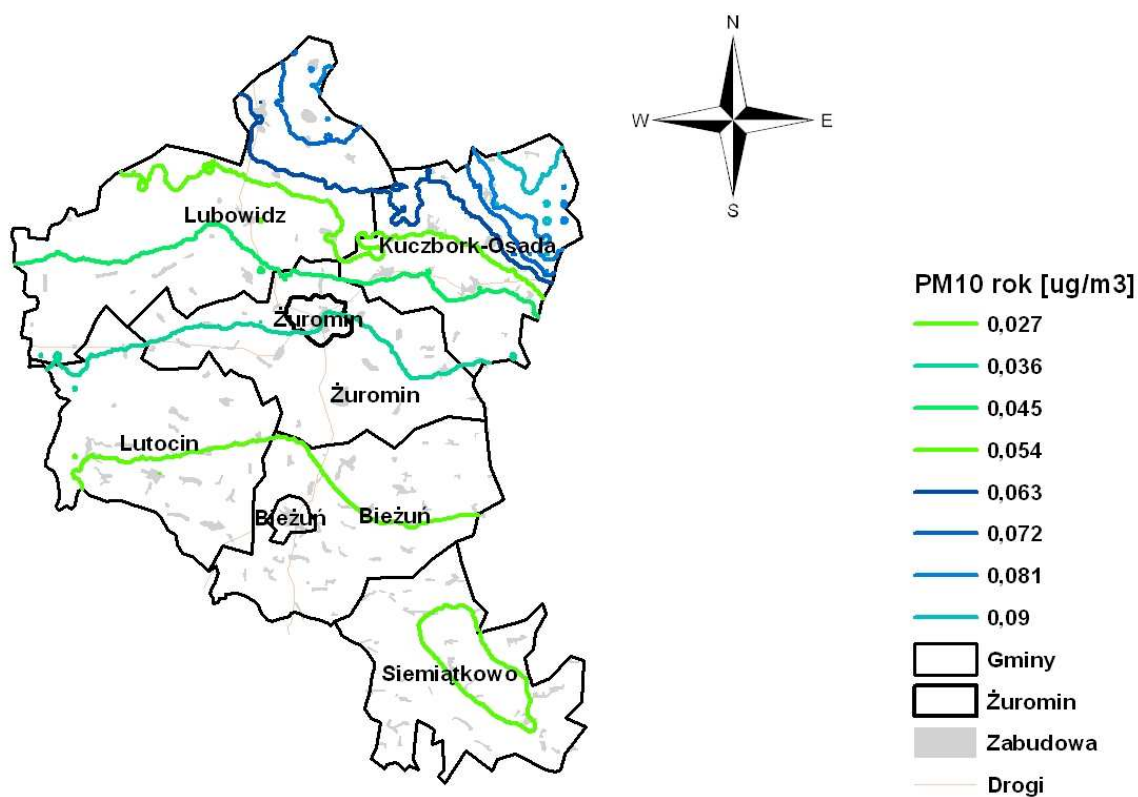 N
W
E
S
Lubowidz
Kuczbork-Osada
Żuromin
Żuromin
Lutocin
Bieżuń
Bieżuń
Siemiątkowo
PM10 rok [ug/m3]
0,027
0,036
0,045
0,054
0,063
0,072
0,081
0,09
Gminy
Żuromin
Zabudowa
Drogi